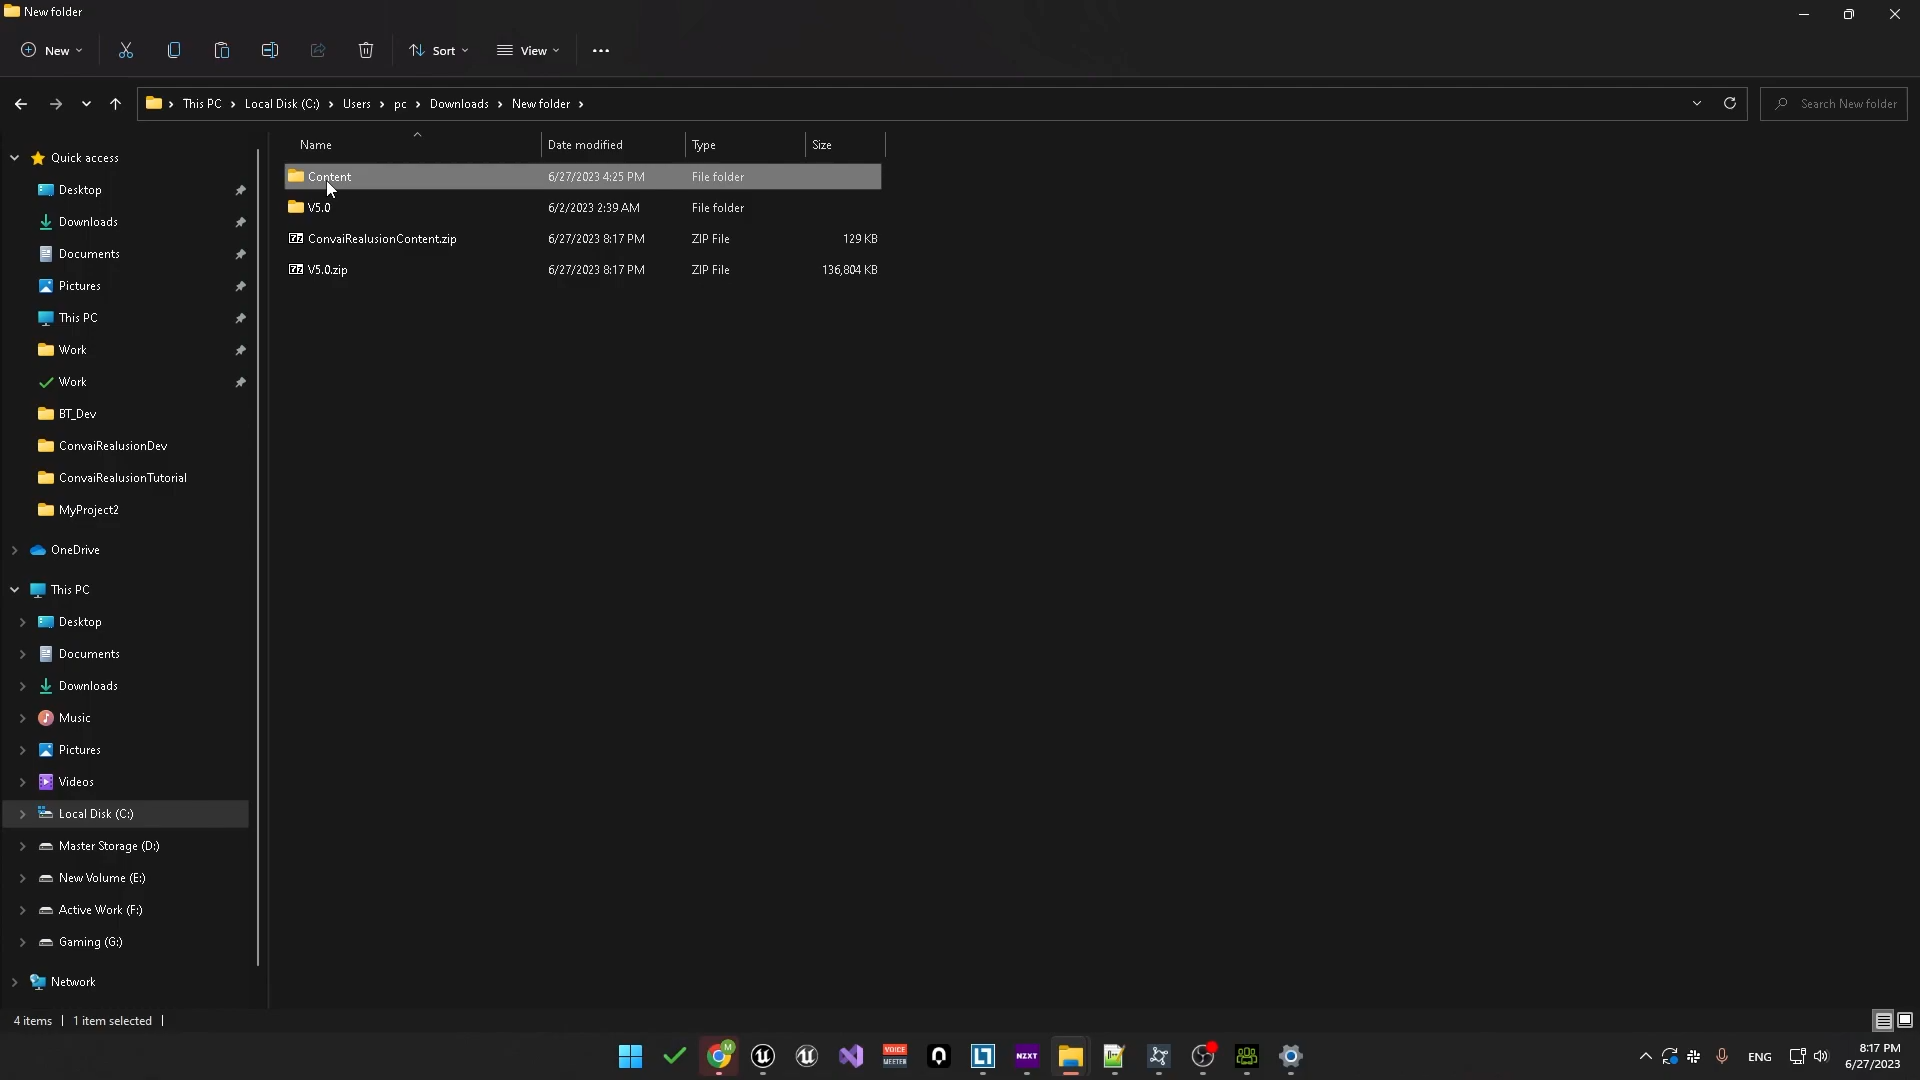 New folder
New
Sort
View
This PC
Local Disk (C:)
Users
pc
Downloads
New folder
Search New folder
Name
Date modified
Type
Size
Content 6/27/2023 4:25 PM File folder
V5.0 6/2/2023 2:39 AM File folder
ConvaiRealusionContent.zip 6/27/2023 8:17 PM ZIP File 129 KB
V5.0.zip 6/27/2023 8:17 PM ZIP File 136,804 KB
Quick access
Desktop
Downloads
Documents
Pictures
This PC
Work
Work
BT_Dev
ConvaiRealusionDev
ConvaiRealusionTutorial
MyProject2
OneDrive
This PC
Desktop
Documents
Downloads
Music
Pictures
Videos
Local Disk (C:)
Master Storage (D:)
New Volume (E:)
Active Work (F:)
Gaming (G:)
Network
4 items
1 item selected
M
VOICE
MEETER
NZXT
ENG
8:17 PM
6/27/2023